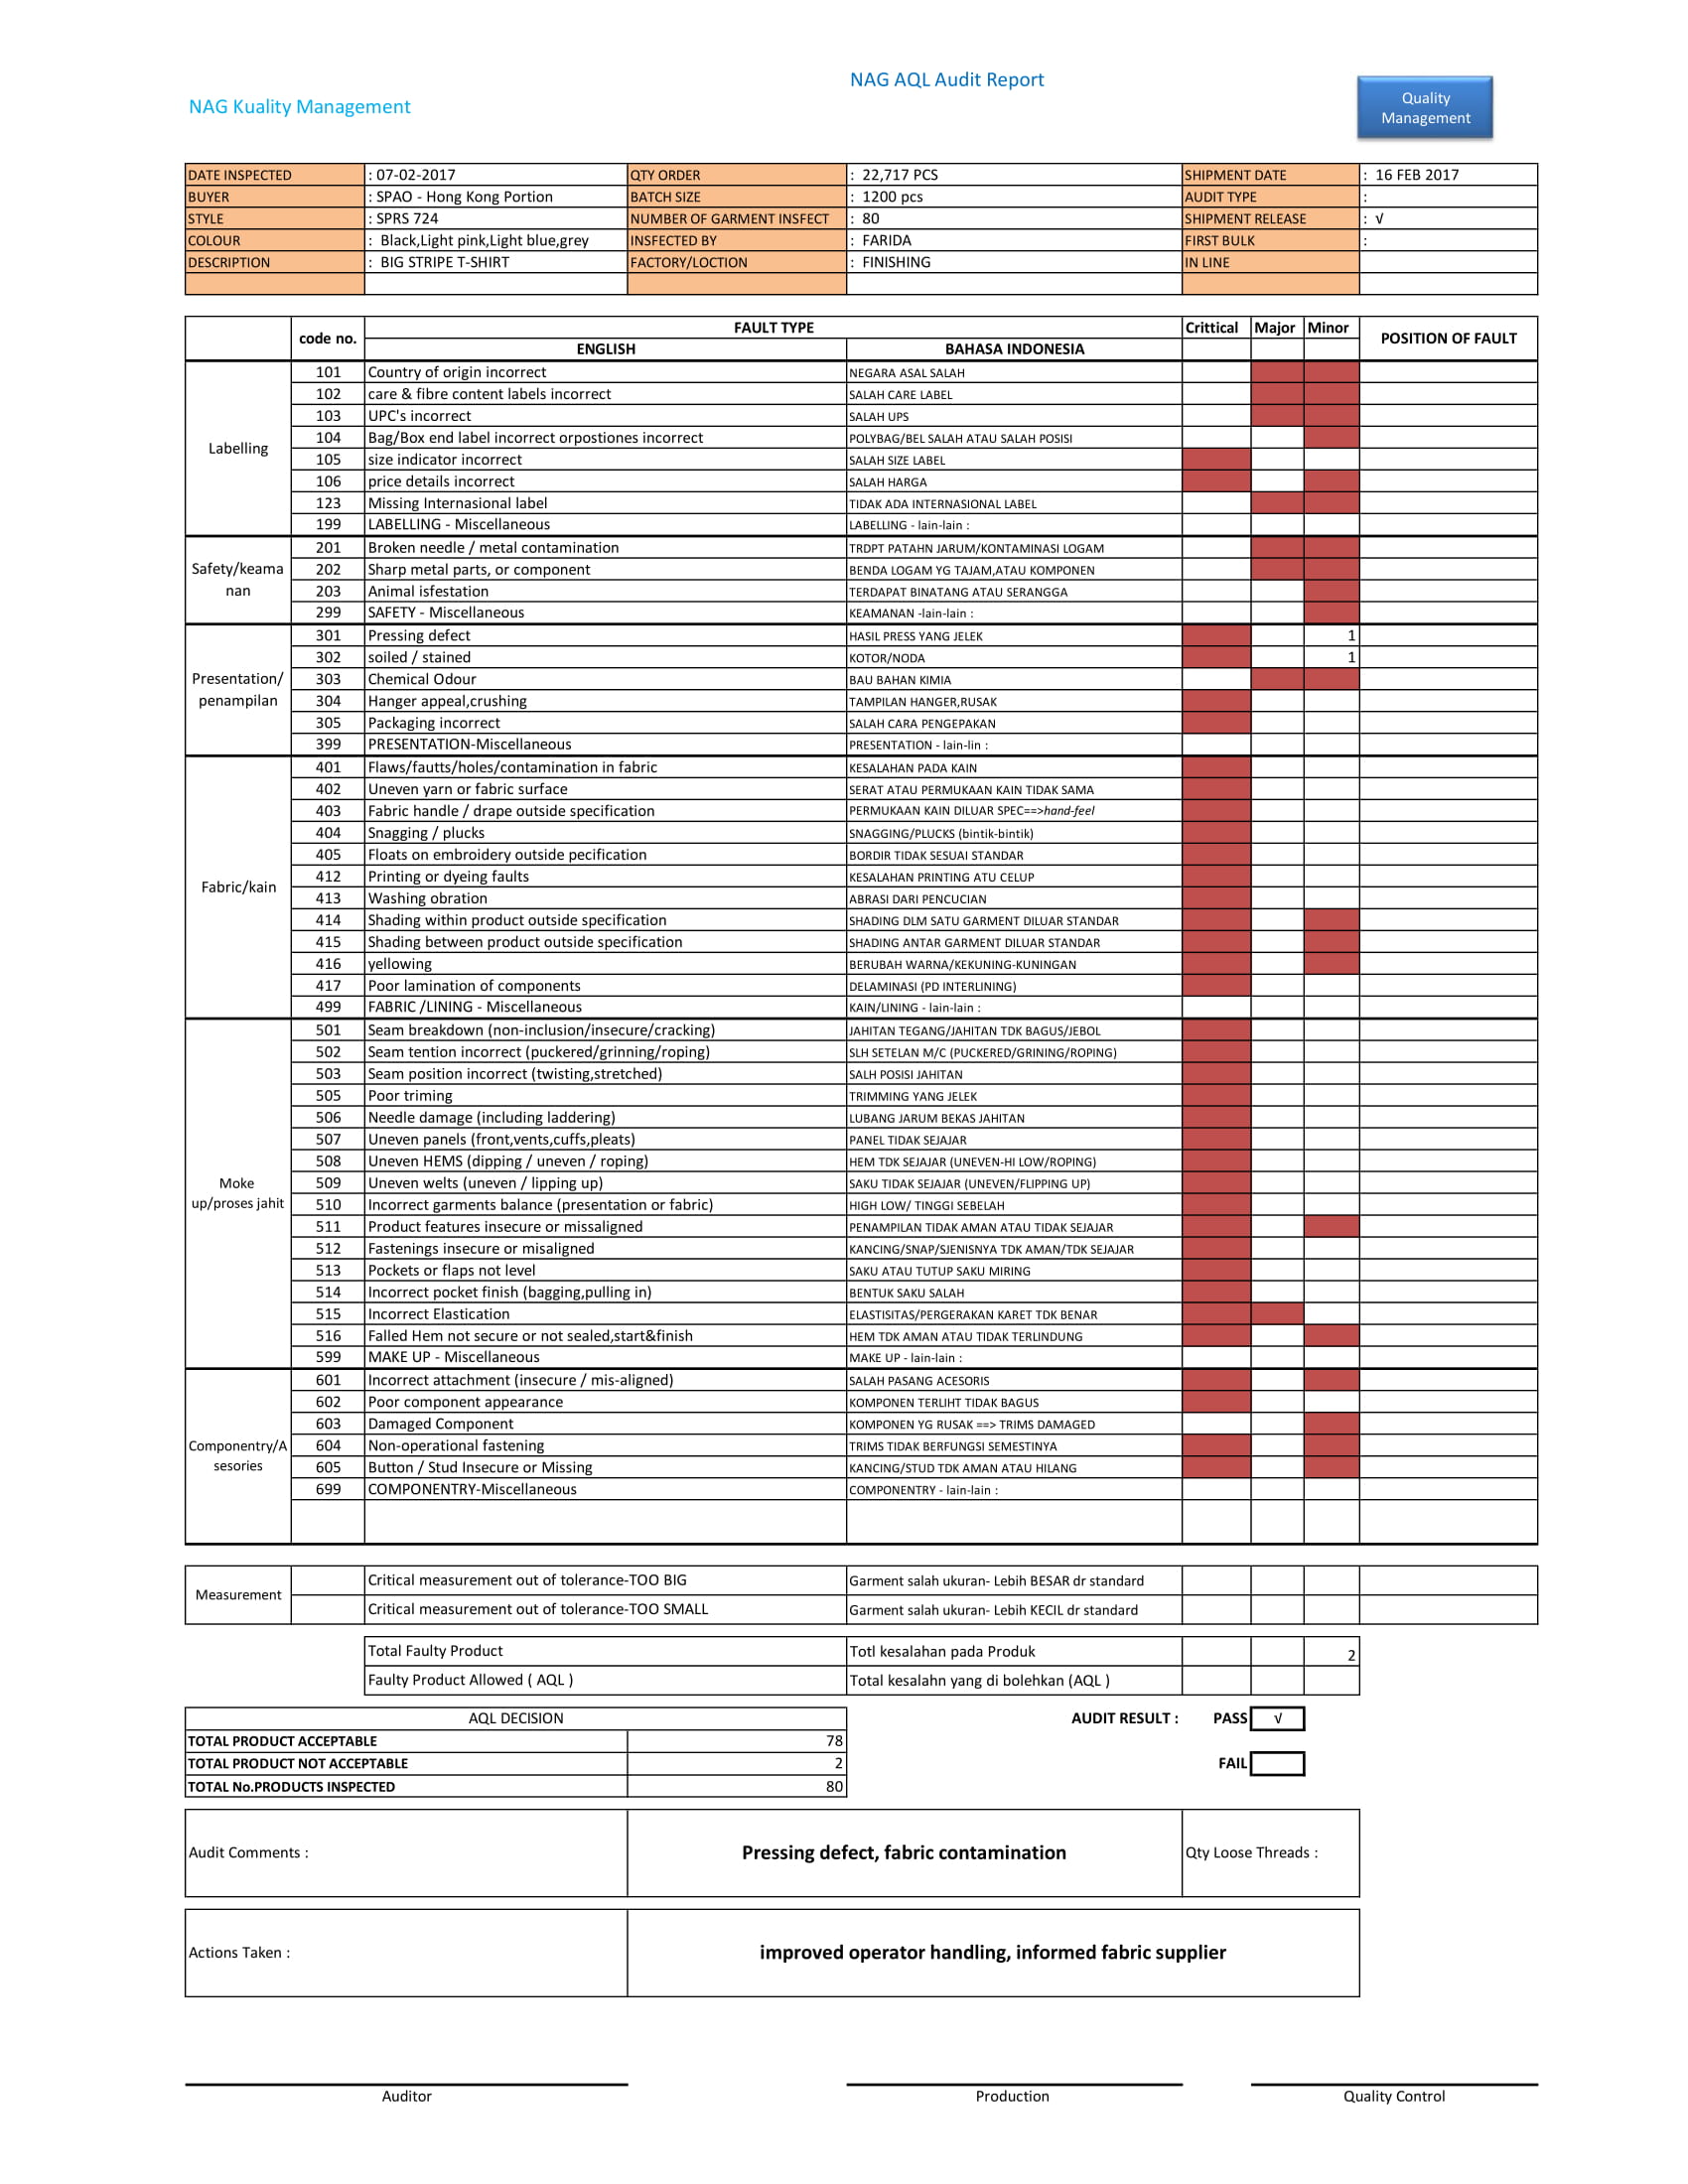 NAG AQL Audit Report
NAG Kuality Management
Quality
Management
DATE INSPECTED : 07-02-2017 QTY ORDER : 22,717 PCS SHIPMENT DATE : 16 FEB 2017
BUYER : SPAO - Hong Kong Portion BATCH SIZE : 1200 pcs AUDIT TYPE :
STYLE : SPRS 724 NUMBER OF GARMENT INSFECT : 80 SHIPMENT RELEASE : √
COLOUR : Black,Light pink,Light blue,grey INSFECTED BY : FARIDA FIRST BULK :
DESCRIPTION : BIG STRIPE T-SHIRT FACTORY/LOCTION : FINISHING IN LINE
code no. FAULT TYPE Crittical Major Minor POSITION OF FAULT
ENGLISH BAHASA INDONESIA
Labelling
101 Country of origin incorrect NEGARA ASAL SALAH
102 care & fibre content labels incorrect SALAH CARE LABEL
103 UPC's incorrect SALAH UPS
104 Bag/Box end label incorrect orpostiones incorrect POLYBAG/BEL SALAH ATAU SALAH POSISI
105 size indicator incorrect SALAH SIZE LABEL
106 price details incorrect SALAH HARGA
123 Missing Internasional label TIDAK ADA INTERNASIONAL LABEL
199 LABELLING - Miscellaneous LABELLING - lain-lain :
Safety/keama
nan
201 Broken needle / metal contamination TRDPT PATAHN JARUM/KONTAMINASI LOGAM
202 Sharp metal parts, or component BENDA LOGAM YG TAJAM,ATAU KOMPONEN
203 Animal isfestation TERDAPAT BINATANG ATAU SERANGGA
299 SAFETY - Miscellaneous KEAMANAN -lain-lain :
Presentation/
penampilan
301 Pressing defect HASIL PRESS YANG JELEK 1
302 soiled / stained KOTOR/NODA 1
303 Chemical Odour BAU BAHAN KIMIA
304 Hanger appeal,crushing TAMPILAN HANGER,RUSAK
305 Packaging incorrect SALAH CARA PENGEPAKAN
399 PRESENTATION-Miscellaneous PRESENTATION - lain-lin :
Fabric/kain
401 Flaws/fautts/holes/contamination in fabric KESALAHAN PADA KAIN
402 Uneven yarn or fabric surface SERAT ATAU PERMUKAAN KAIN TIDAK SAMA
403 Fabric handle / drape outside specification PERMUKAAN KAIN DILUAR SPEC==>hand-feel
404 Snagging / plucks SNAGGING/PLUCKS (bintik-bintik)
405 Floats on embroidery outside pecification BORDIR TIDAK SESUAI STANDAR
412 Printing or dyeing faults KESALAHAN PRINTING ATU CELUP
413 Washing obration ABRASI DARI PENCUCIAN
414 Shading within product outside specification SHADING DLM SATU GARMENT DILUAR STANDAR
415 Shading between product outside specification SHADING ANTAR GARMENT DILUAR STANDAR
416 yellowing BERUBAH WARNA/KEKUNING-KUNINGAN
417 Poor lamination of components DELAMINASI (PD INTERLINING)
499 FABRIC /LINING - Miscellaneous KAIN/LINING - lain-lain :
Moke
up/proses jahit
501 Seam breakdown (non-inclusion/insecure/cracking) JAHITAN TEGANG/JAHITAN TDK BAGUS/JEBOL
502 Seam tention incorrect (puckered/grinning/roping) SLH SETELAN M/C (PUCKERED/GRINING/ROPING)
503 Seam position incorrect (twisting,stretched) SALH POSISI JAHITAN
505 Poor triming TRIMMING YANG JELEK
506 Needle damage (including laddering) LUBANG JARUM BEKAS JAHITAN
507 Uneven panels (front,vents,cuffs,pleats) PANEL TIDAK SEJAJAR
508 Uneven HEMS (dipping / uneven / roping) HEM TDK SEJAJAR (UNEVEN-HI LOW/ROPING)
509 Uneven welts (uneven / lipping up) SAKU TIDAK SEJAJAR (UNEVEN/FLIPPING UP)
510 Incorrect garments balance (presentation or fabric) HIGH LOW/ TINGGI SEBELAH
511 Product features insecure or missaligned PENAMPILAN TIDAK AMAN ATAU TIDAK SEJAJAR
512 Fastenings insecure or misaligned KANCING/SNAP/SJENISNYA TDK AMAN/TDK SEJAJAR
513 Pockets or flaps not level SAKU ATAU TUTUP SAKU MIRING
514 Incorrect pocket finish (bagging,pulling in) BENTUK SAKU SALAH
515 Incorrect Elastication ELASTISITAS/PERGERAKAN KARET TDK BENAR
516 Falled Hem not secure or not sealed,start&finish HEM TDK AMAN ATAU TIDAK TERLINDUNG
599 MAKE UP - Miscellaneous MAKE UP - lain-lain :
Componentry/A
sesories
601 Incorrect attachment (insecure / mis-aligned) SALAH PASANG ACESORIS
602 Poor component appearance KOMPONEN TERLIHT TIDAK BAGUS
603 Damaged Component KOMPONEN YG RUSAK ==> TRIMS DAMAGED
604 Non-operational fastening TRIMS TIDAK BERFUNGSI SEMESTINYA
605 Button / Stud Insecure or Missing KANCING/STUD TDK AMAN ATAU HILANG
699 COMPONENTRY-Miscellaneous COMPONENTRY - lain-lain :
Measurement
Critical measurement out of tolerance-TOO BIG Garment salah ukuran- Lebih BESAR dr standard
Critical measurement out of tolerance-TOO SMALL Garment salah ukuran- Lebih KECIL dr standard
Total Faulty Product Totl kesalahan pada Produk 2
Faulty Product Allowed ( AQL ) Total kesalahn yang di bolehkan (AQL )
AQL DECISION AUDIT RESULT : PASS √
TOTAL PRODUCT ACCEPTABLE 78
TOTAL PRODUCT NOT ACCEPTABLE 2 FAIL
TOTAL No.PRODUCTS INSPECTED 80
Audit Comments : Pressing defect, fabric contamination Qty Loose Threads :
Actions Taken : improved operator handling, informed fabric supplier
Auditor Production Quality Control